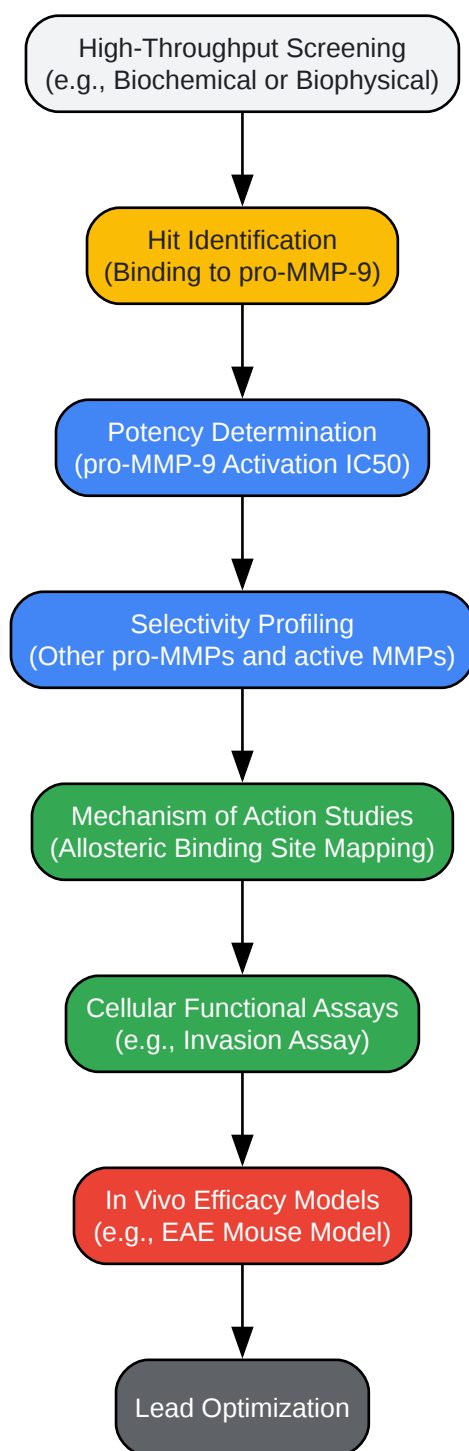 High-Throughput Screening
(e.g., Biochemical or Biophysical)
Hit Identification
(Binding to pro-MMP-9)
Potency Determination
(pro-MMP-9 Activation IC50)
Selectivity Profiling
(Other pro-MMPs and active MMPs)
Mechanism of Action Studies
(Allosteric Binding Site Mapping)
Cellular Functional Assays
(e.g., Invasion Assay)
In Vivo Efficacy Models
(e.g., EAE Mouse Model)
Lead Optimization